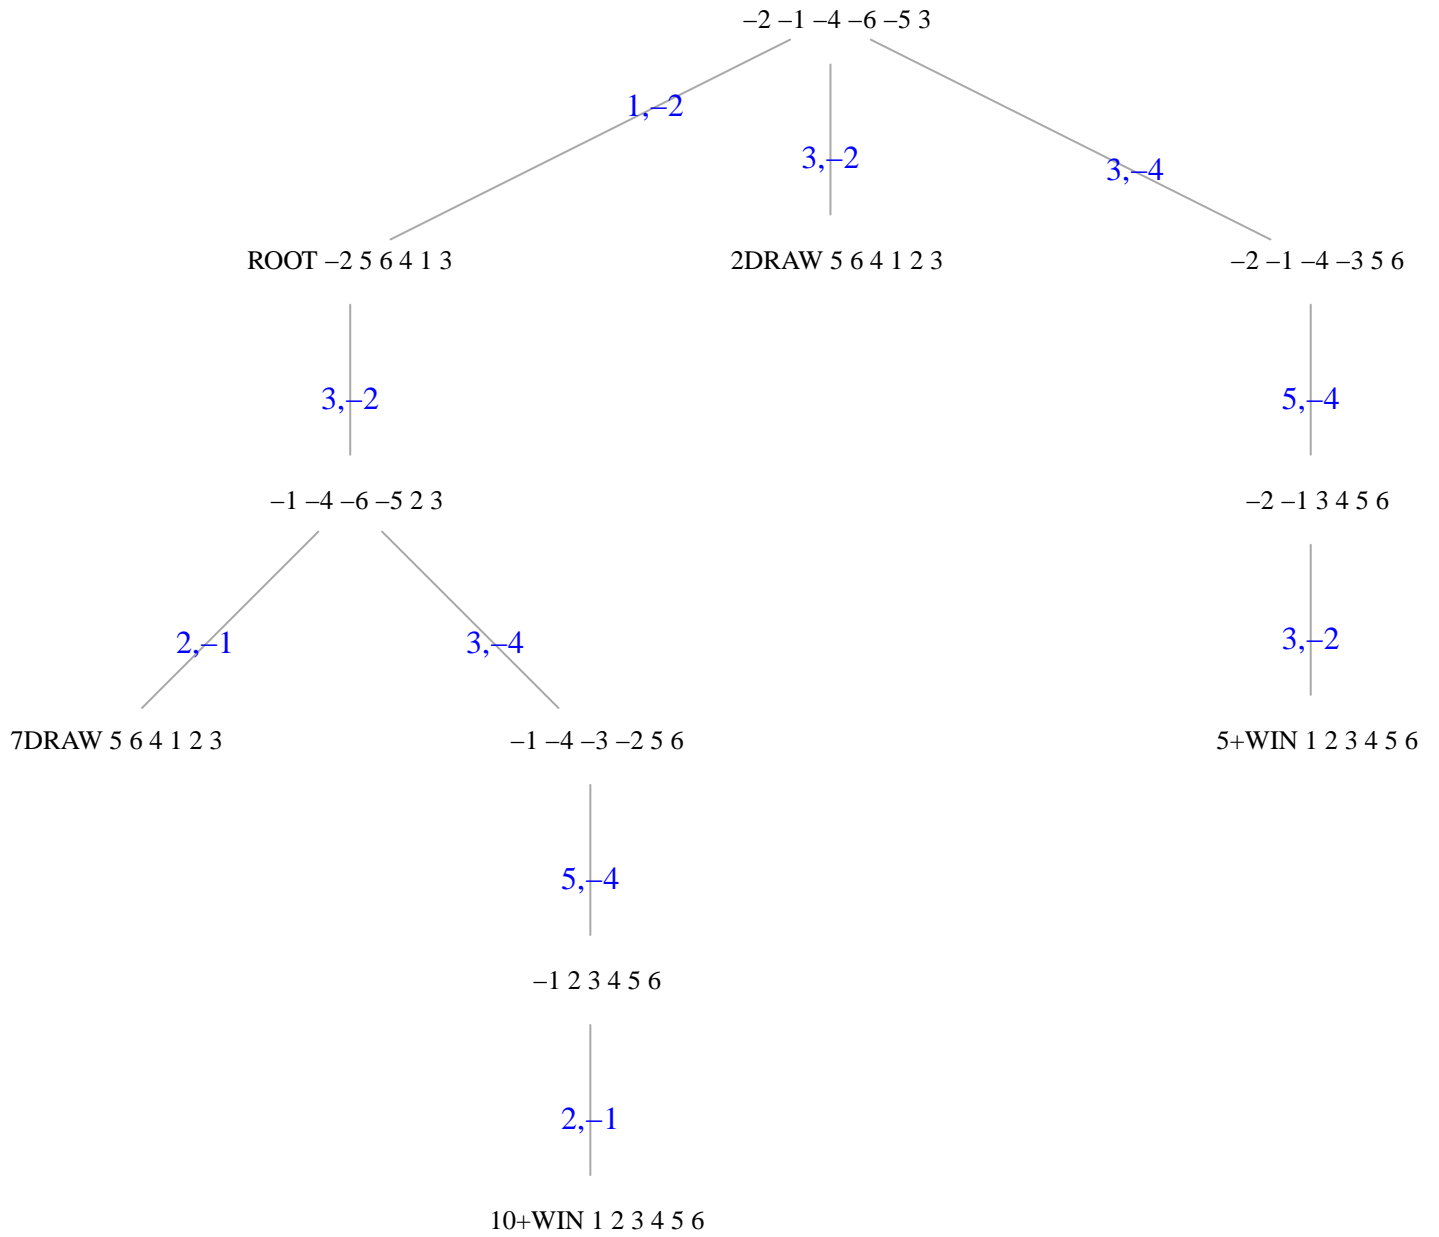 –2 –1 –4 –6 –5 3
1,–2
3,–2
3,–4
ROOT –2 5 6 4 1 3
2DRAW 5 6 4 1 2 3
–2 –1 –4 –3 5 6
3,–2
5,–4
–1 –4 –6 –5 2 3
–2 –1 3 4 5 6
2,–1
3,–4
3,–2
7DRAW 5 6 4 1 2 3
–1 –4 –3 –2 5 6
5+WIN 1 2 3 4 5 6
5,–4
–1 2 3 4 5 6
2,–1
10+WIN 1 2 3 4 5 6